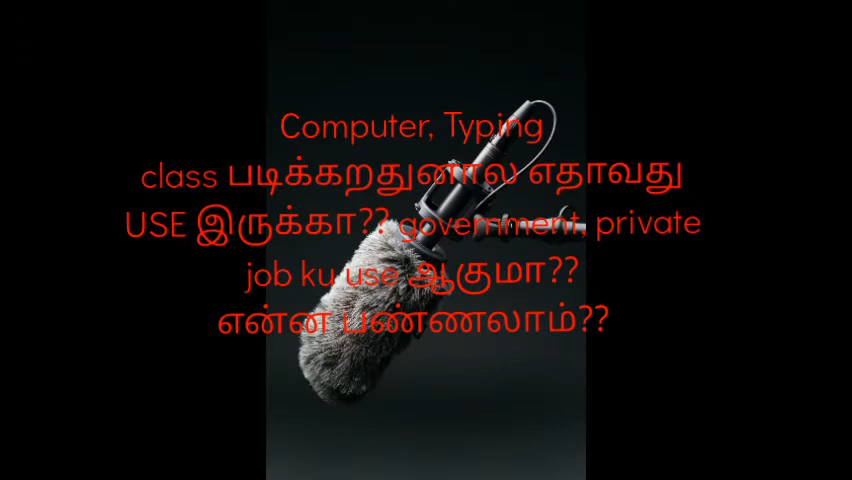 Computer, Typing
class படிக்கறதுனால எதாவது
USE இருக்கா?? government, private
job ku use ஆகுமா??
என்ன பண்ணலாம்??